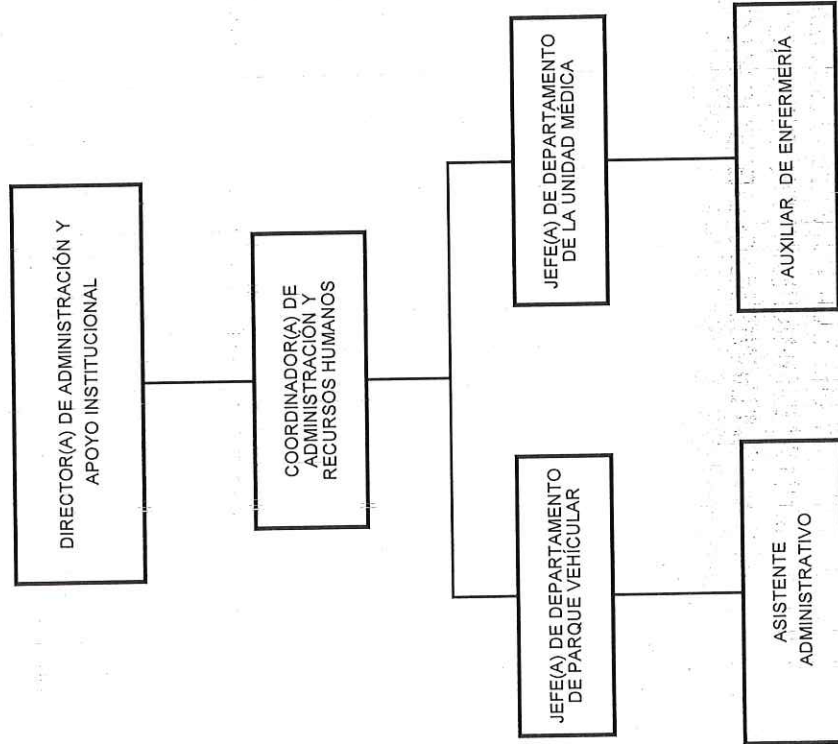 DIRECTOR(A) DE ADMINISTRACIÓN Y
APOYO INSTITUCIONAL
COORDINADOR(A) DE
ADMINISTRACIÓN Y
RECURSOS HUMANOS
JEFE(A) DE DEPARTAMENTO
DE PARQUE VEHÍCULAR
JEFE(A) DE DEPARTAMENTO
DE LA UNIDAD MÉDICA
ASISTENTE
ADMINISTRATIVO
AUXILIAR DE ENFERMERÍA